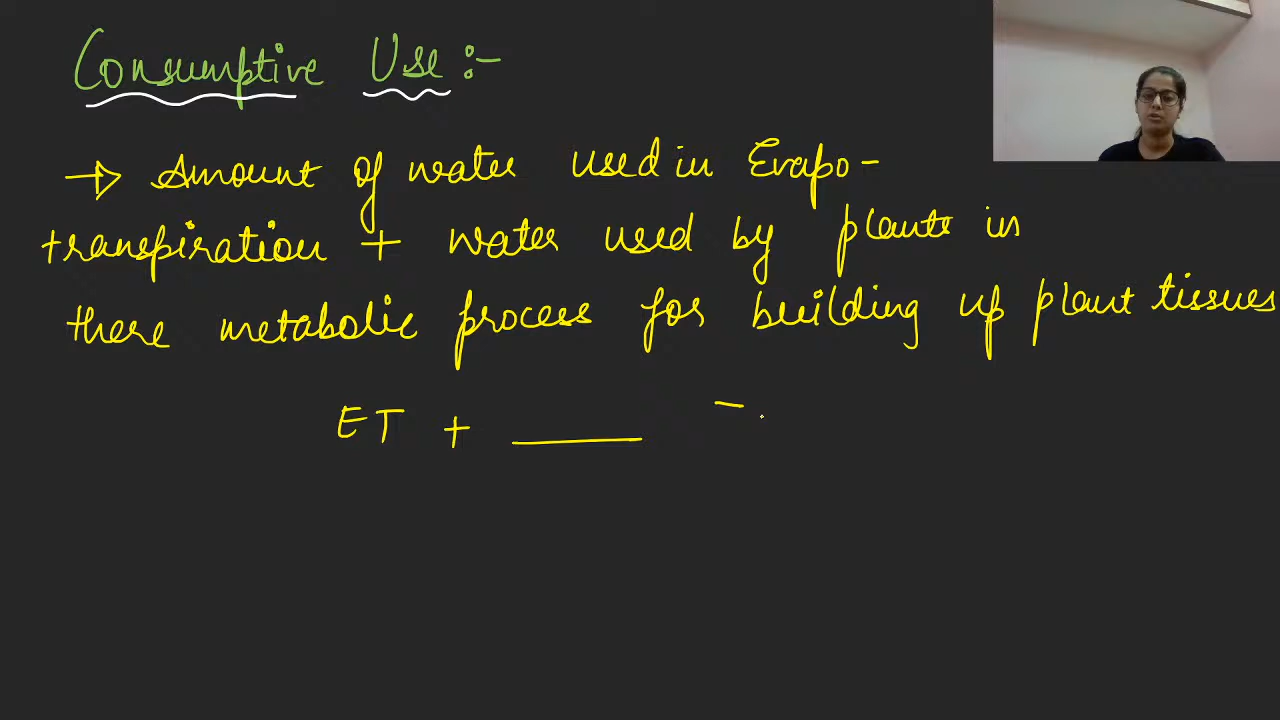 Consumptive Use :-
→ Amount of water used in Evapo-
transpiration + water used by plants in
there metabolic process for building up plant tissues
ET + _____ -